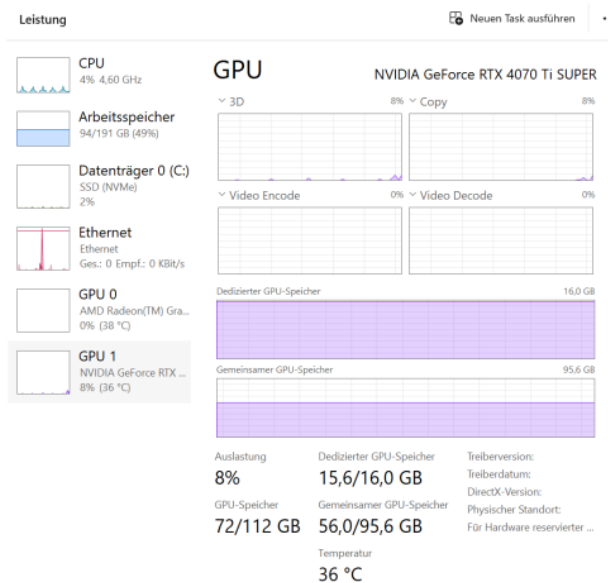 Leistung
Neuen Task ausführen
CPU
4% 4,60 GHz
Arbeitsspeicher
94/191 GB (49%)
Datenträger 0 (C:)
SSD (NVMe)
2%
Ethernet
Ethernet
Ges.: 0 Empf.: 0 KBit/s
GPU 0
AMD Radeon(TM) Gra...
0% (38 °C)
GPU 1
NVIDIA GeForce RTX ...
8% (36 °C)
GPU NVIDIA GeForce RTX 4070 Ti SUPER
3D 8% Copy 8%
Video Encode 0% Video Decode 0%
Dedizierter GPU-Speicher 16,0 GB
Gemeinsamer GPU-Speicher 95,6 GB
Auslastung
8%
Dedizierter GPU-Speicher
15,6/16,0 GB
GPU-Speicher
72/112 GB
Gemeinsamer GPU-Speicher
56,0/95,6 GB
Temperatur
36 °C
Treiberversion:
Treiberdatum:
DirectX-Version:
Physischer Standort:
Für Hardware reservierter ...